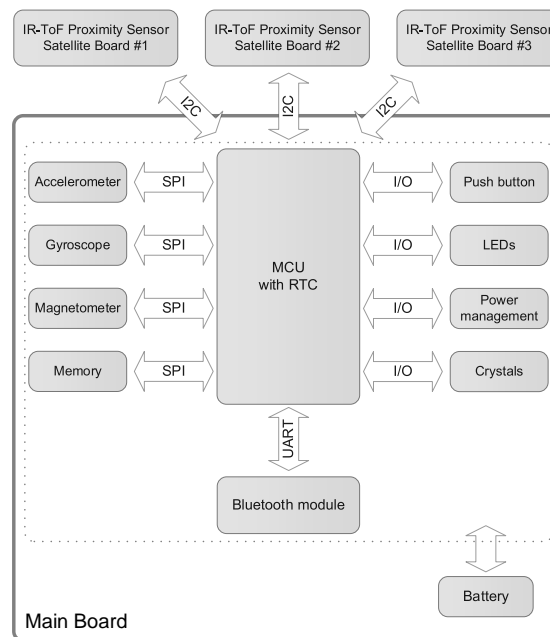 IR-ToF Proximity Sensor
Satellite Board #1
IR-ToF Proximity Sensor
Satellite Board #2
IR-ToF Proximity Sensor
Satellite Board #3
I2C
I2C
I2C
Accelerometer
SPI
I/O
Push button
Gyroscope
SPI
I/O
LEDs
MCU
with RTC
Magnetometer
SPI
I/O
Power
management
Memory
SPI
I/O
Crystals
UART
Bluetooth module
Battery
Main Board